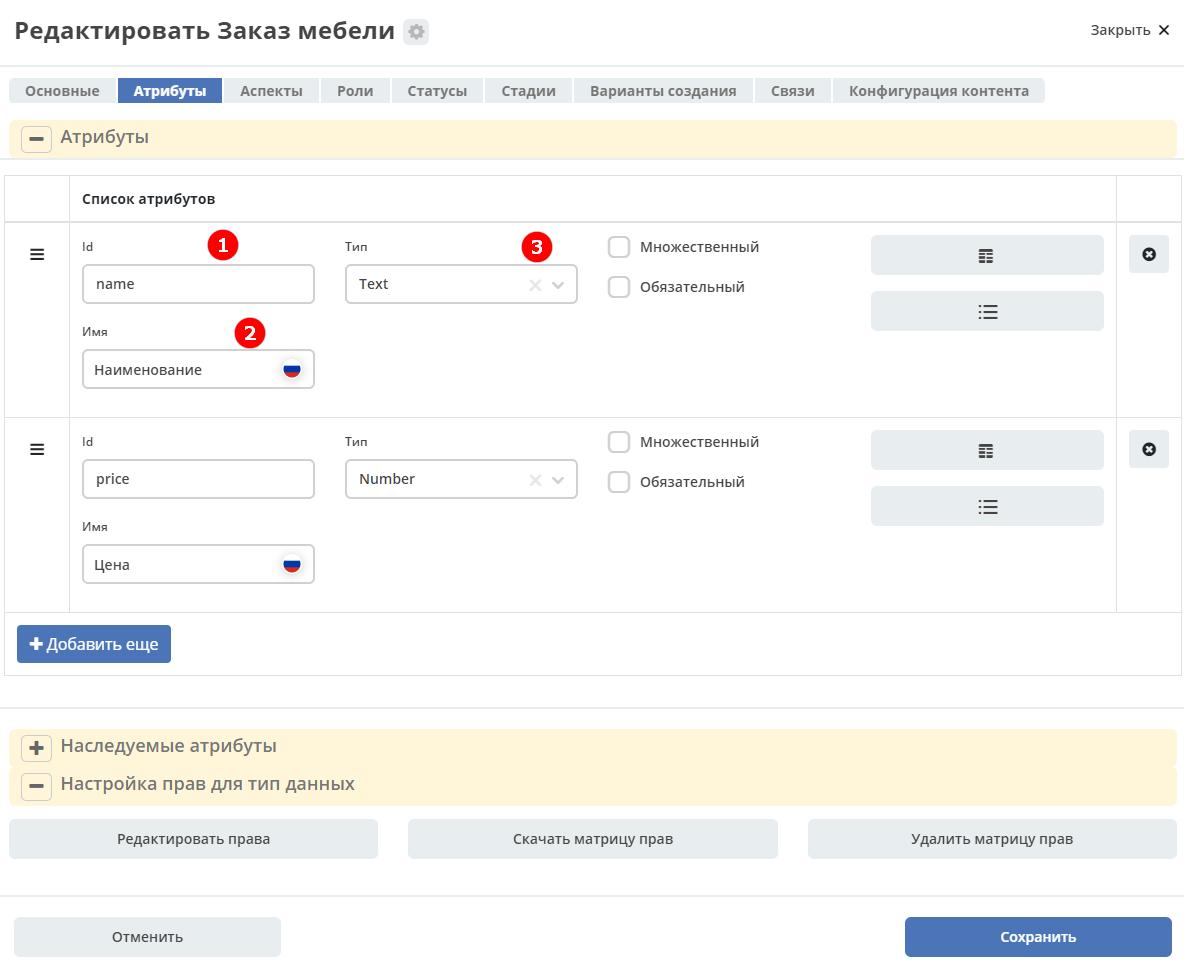 Редактировать Заказ мебели
Закрыть
Основные Атрибуты Аспекты Роли Статусы Стадии Варианты создания Связи Конфигурация контента
Атрибуты
Список атрибутов
Id 1 Тип 3 Множественный
name Text
Обязательный
Имя 2
Наименование
Id Тип Множественный
price Number
Обязательный
Имя
Цена
Добавить еще
Наследуемые атрибуты
Настройка прав для тип данных
Редактировать права Скачать матрицу прав Удалить матрицу прав
Отменить Сохранить